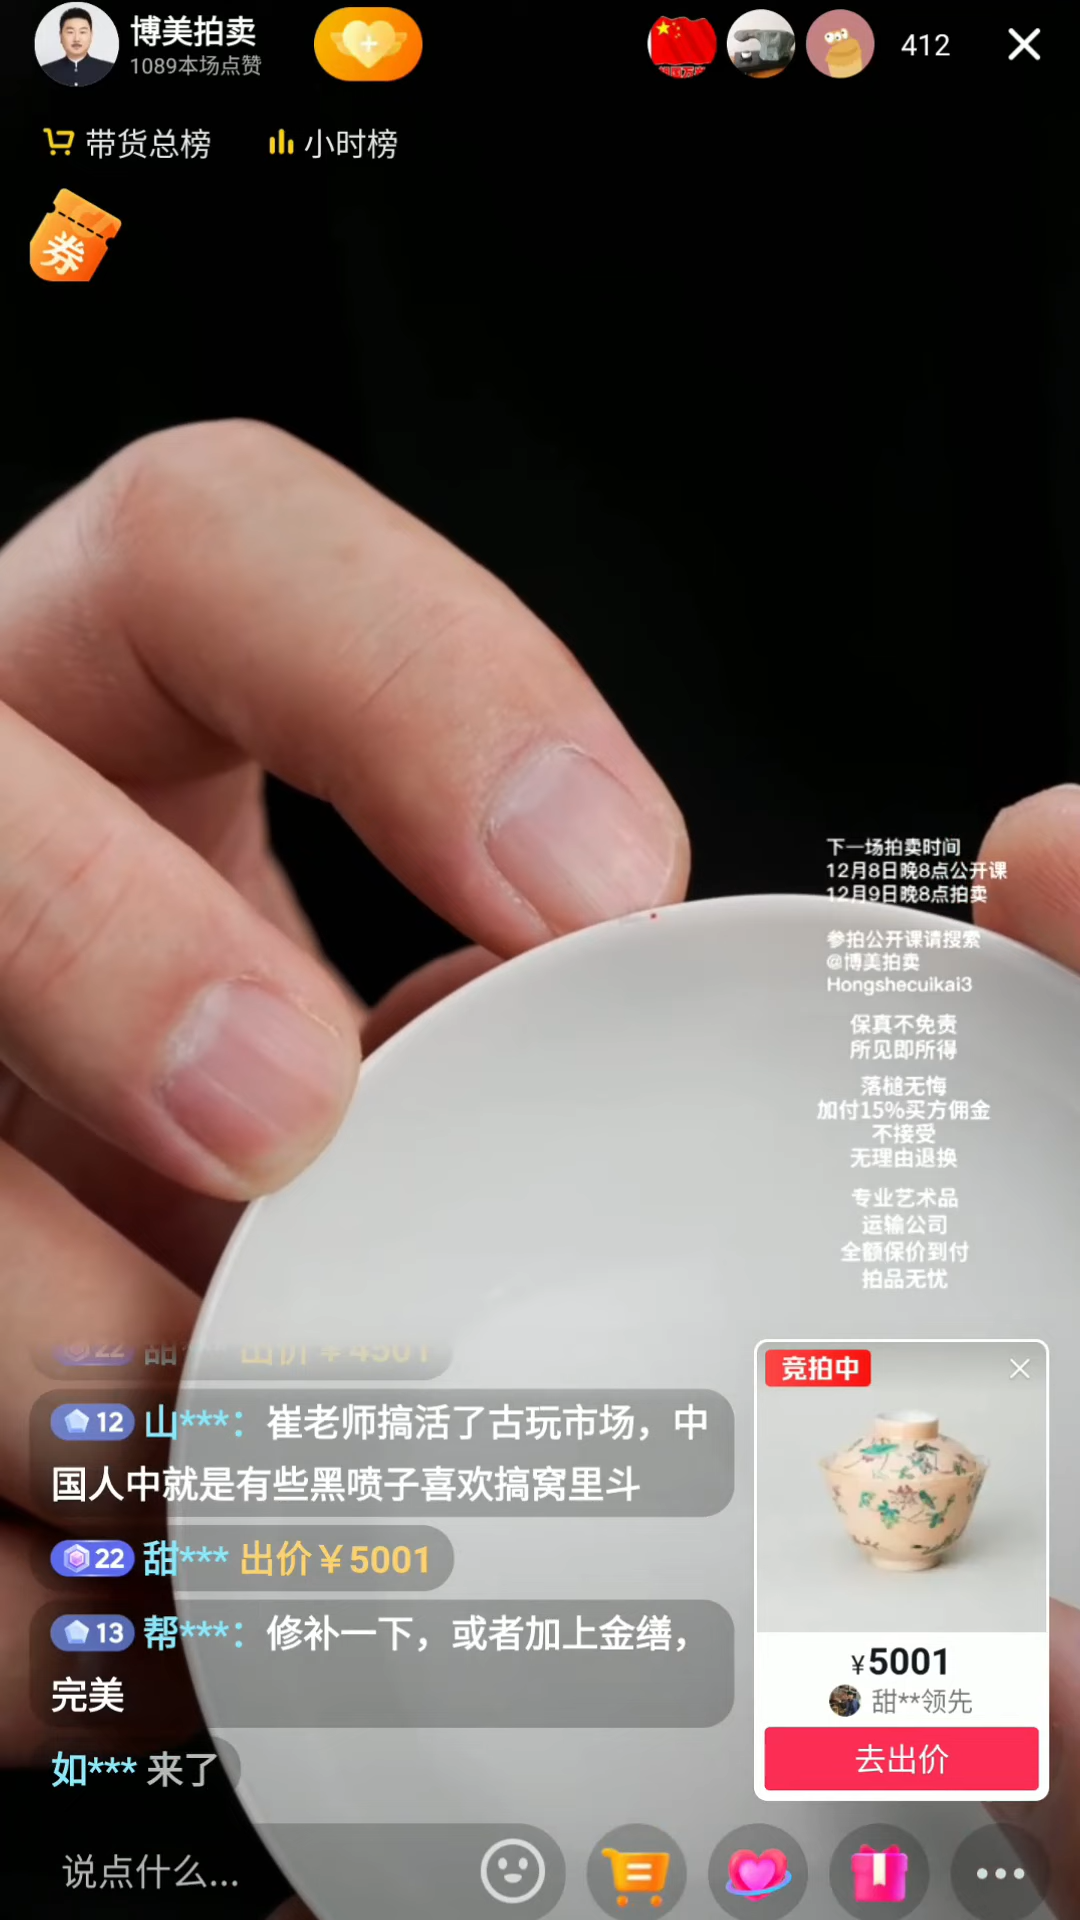 博美拍卖
1089本场点赞
412
带货总榜
小时榜
券
下一场拍卖时间
12月8日晚8点公开课
12月9日晚8点拍卖
参拍公开课请搜索
@博美拍卖
Hongshecuikai3
保真不免责
所见即所得
落槌无悔
加付15%买方佣金
不接受
无理由退换
专业艺术品
运输公司
全额保价到付
拍品无忧
22 甜*** 出价￥4501
12 山***：崔老师搞活了古玩市场，中
国人中就是有些黑喷子喜欢搞窝里斗
22 甜*** 出价￥5001
13 帮***：修补一下，或者加上金缮，
完美
如*** 来了
竞拍中
¥5001
甜**领先
去出价
说点什么...